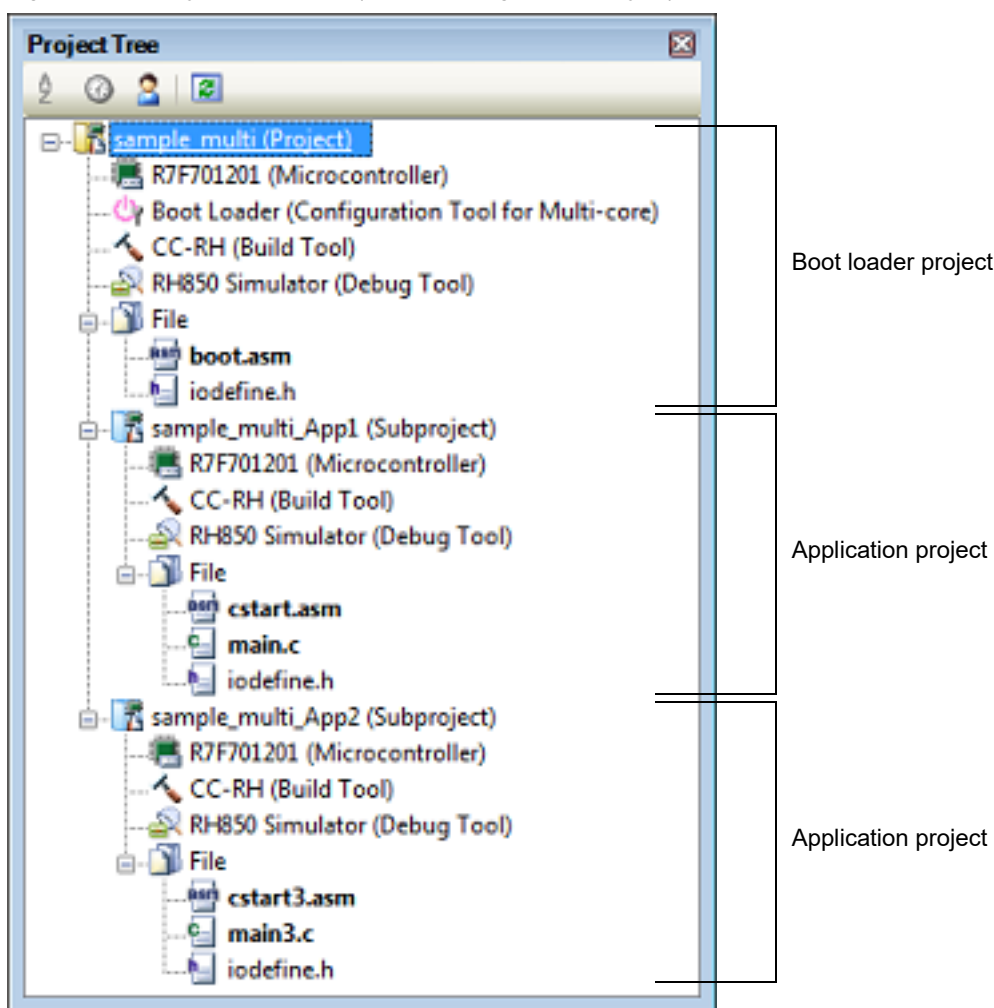 Project Tree
sample_multi (Project)
R7F701201 (Microcontroller)
Boot Loader (Configuration Tool for Multi-core)
CC-RH (Build Tool)
RH850 Simulator (Debug Tool)
File
boot.asm
iodefine.h
Boot loader project
sample_multi_App1 (Subproject)
R7F701201 (Microcontroller)
CC-RH (Build Tool)
RH850 Simulator (Debug Tool)
File
cstart.asm
main.c
iodefine.h
Application project
sample_multi_App2 (Subproject)
R7F701201 (Microcontroller)
CC-RH (Build Tool)
RH850 Simulator (Debug Tool)
File
cstart3.asm
main3.c
iodefine.h
Application project